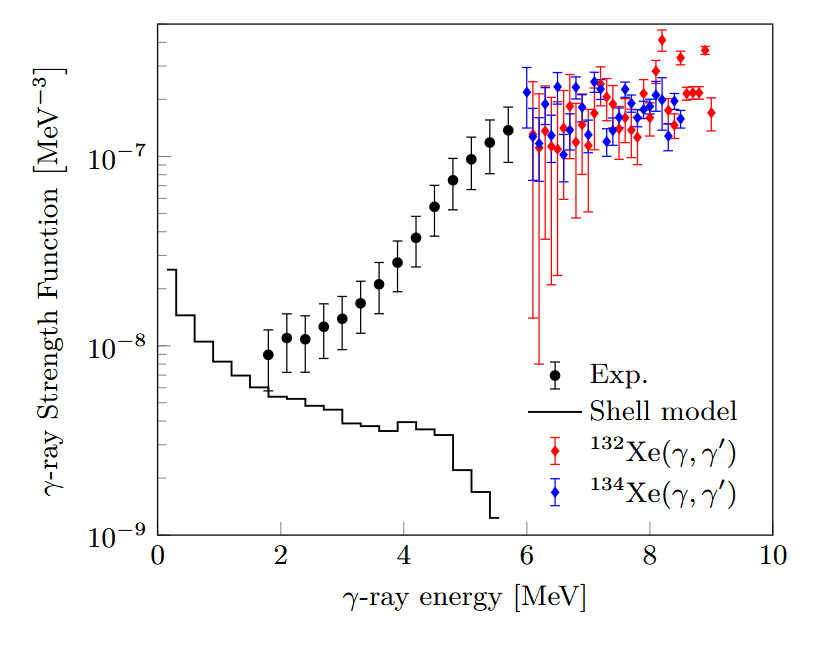 γ-ray Strength Function [MeV⁻³]
10⁻⁷
10⁻⁸
10⁻⁹
Exp.
Shell model
¹³²Xe(γ, γ′)
¹³⁴Xe(γ, γ′)
0 2 4 6 8 10
γ-ray energy [MeV]